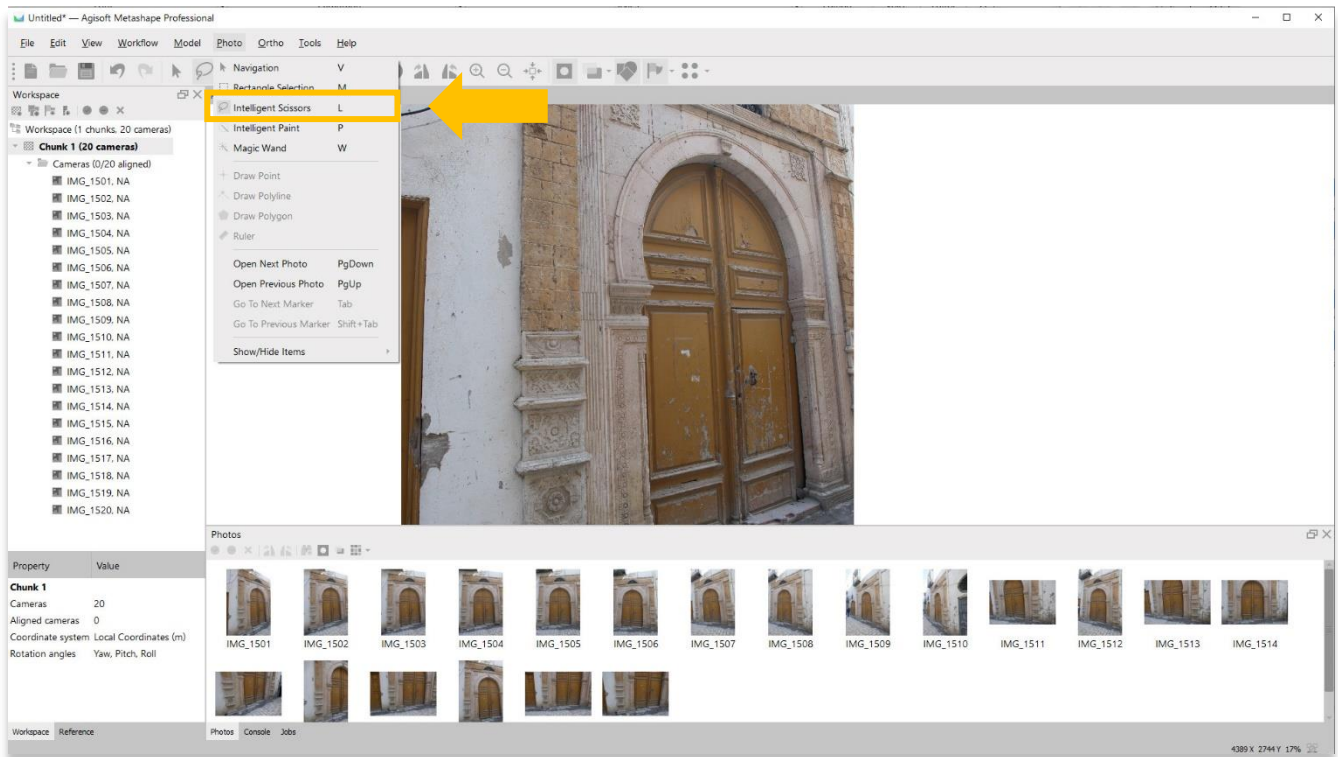 Untitled* — Agisoft Metashape Professional
File Edit View Workflow Model Photo Ortho Tools Help
Workspace
Workspace (1 chunks, 20 cameras)
Chunk 1 (20 cameras)
Cameras (0/20 aligned)
IMG_1501, NA
IMG_1502, NA
IMG_1503, NA
IMG_1504, NA
IMG_1505, NA
IMG_1506, NA
IMG_1507, NA
IMG_1508, NA
IMG_1509, NA
IMG_1510, NA
IMG_1511, NA
IMG_1512, NA
IMG_1513, NA
IMG_1514, NA
IMG_1515, NA
IMG_1516, NA
IMG_1517, NA
IMG_1518, NA
IMG_1519, NA
IMG_1520, NA
Navigation V
Rectangle Selection M
Intelligent Scissors L
Intelligent Paint P
Magic Wand W
Draw Point
Draw Polyline
Draw Polygon
Ruler
Open Next Photo PgDown
Open Previous Photo PgUp
Go To Next Marker Tab
Go To Previous Marker Shift+Tab
Show/Hide Items
Property Value
Chunk 1
Cameras 20
Aligned cameras 0
Coordinate system Local Coordinates (m)
Rotation angles Yaw, Pitch, Roll
Workspace Reference
Photos
IMG_1501 IMG_1502 IMG_1503 IMG_1504 IMG_1505 IMG_1506 IMG_1507 IMG_1508 IMG_1509 IMG_1510 IMG_1511 IMG_1512 IMG_1513 IMG_1514
Photos Console Jobs
4389 X 2744 Y 17%